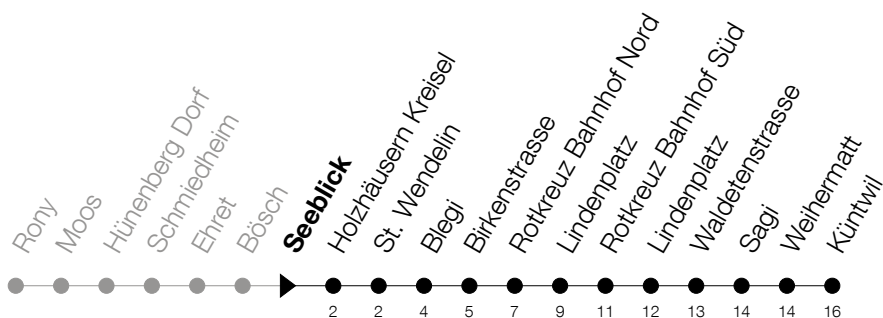 Rony
Moos
Hünenberg Dorf
Schmiedheim
Ehret
Bösch
Seeblick
Holzhäusern Kreisel
St. Wendelin
Blegi
Birkenstrasse
Rotkreuz Bahnhof Nord
Lindenplatz
Rotkreuz Bahnhof Süd
Lindenplatz
Waldetenstrasse
Sagi
Weihermatt
Küntwil
2 2 4 5 7 9 11 12 13 14 14 16